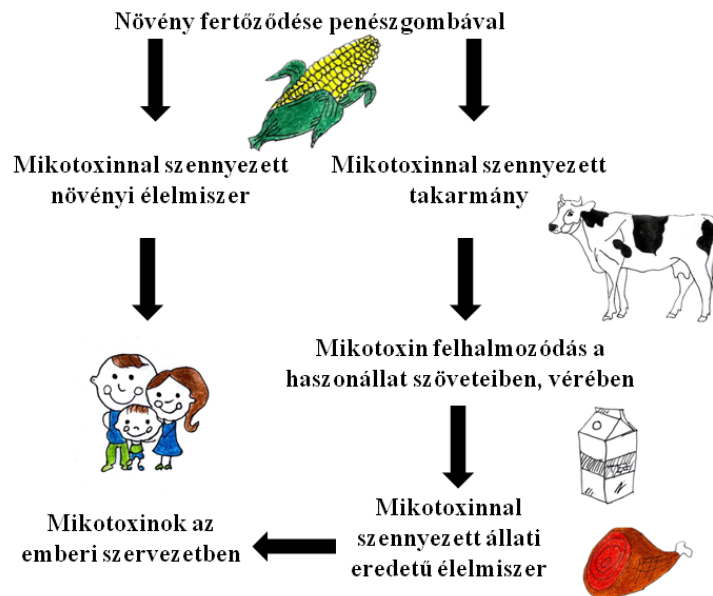 Növény fertőződése penészgombával
Mikotoxinnal szennyezett
növényi élelmiszer
Mikotoxinnal szennyezett
takarmány
Mikotoxin felhalmozódás a
haszonállat szöveteiben, vérében
Mikotoxinnal
szennyezett állati
eredetű élelmiszer
Mikotoxinok az
emberi szervezetben